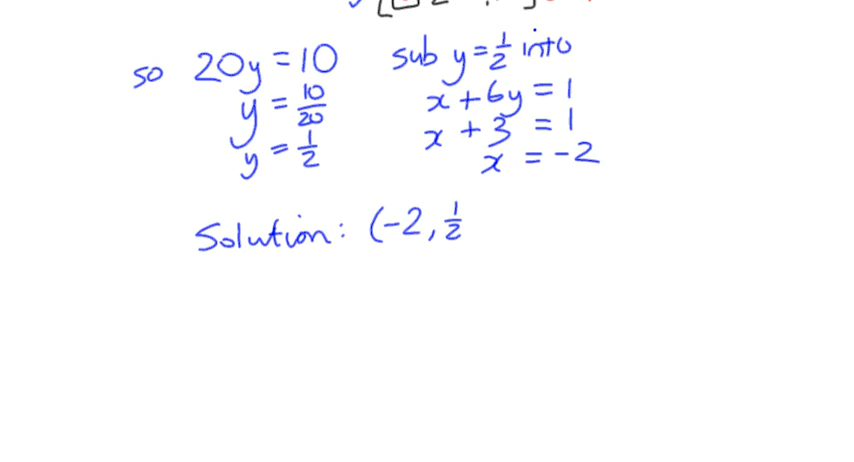 so 20y = 10
y = 10/20
y = 1/2
sub y = 1/2 into
x + 6y = 1
x + 3 = 1
x = -2
Solution: (-2, 1/2